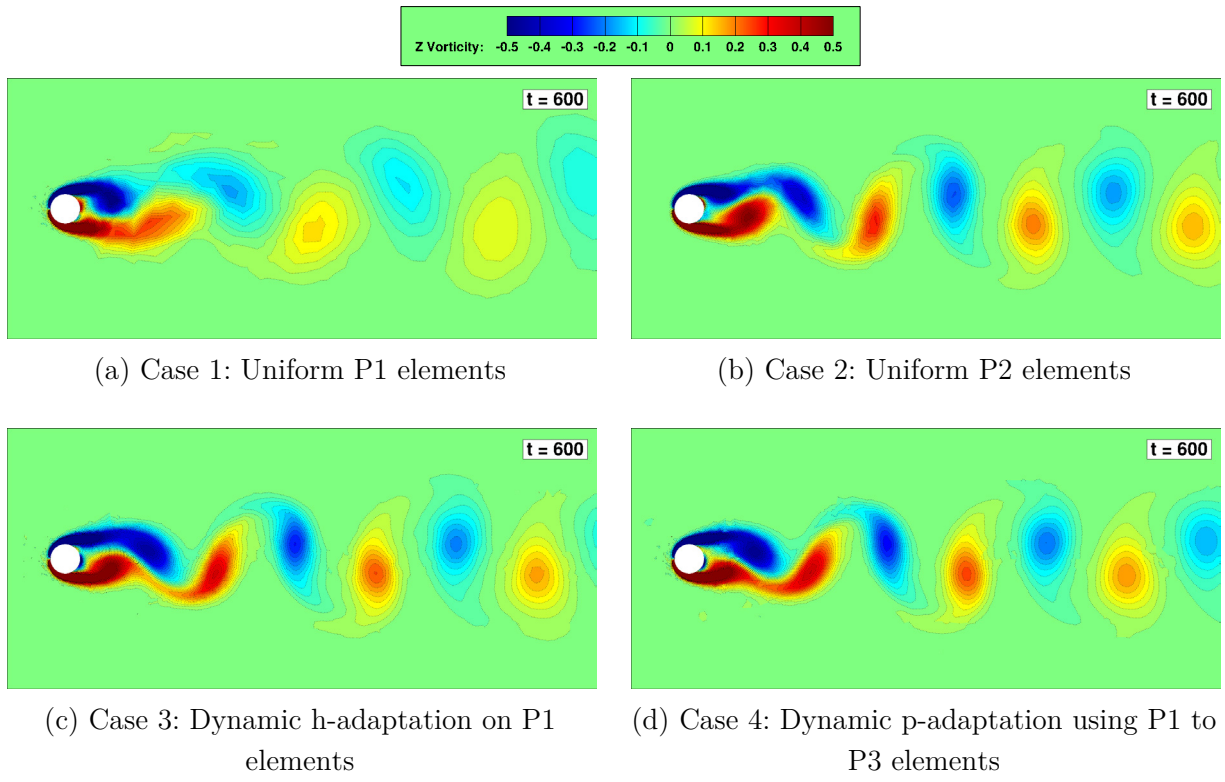 Z Vorticity: -0.5 -0.4 -0.3 -0.2 -0.1 0 0.1 0.2 0.3 0.4 0.5
t = 600
t = 600
(a) Case 1: Uniform P1 elements
(b) Case 2: Uniform P2 elements
t = 600
t = 600
(c) Case 3: Dynamic h-adaptation on P1
elements
(d) Case 4: Dynamic p-adaptation using P1 to
P3 elements